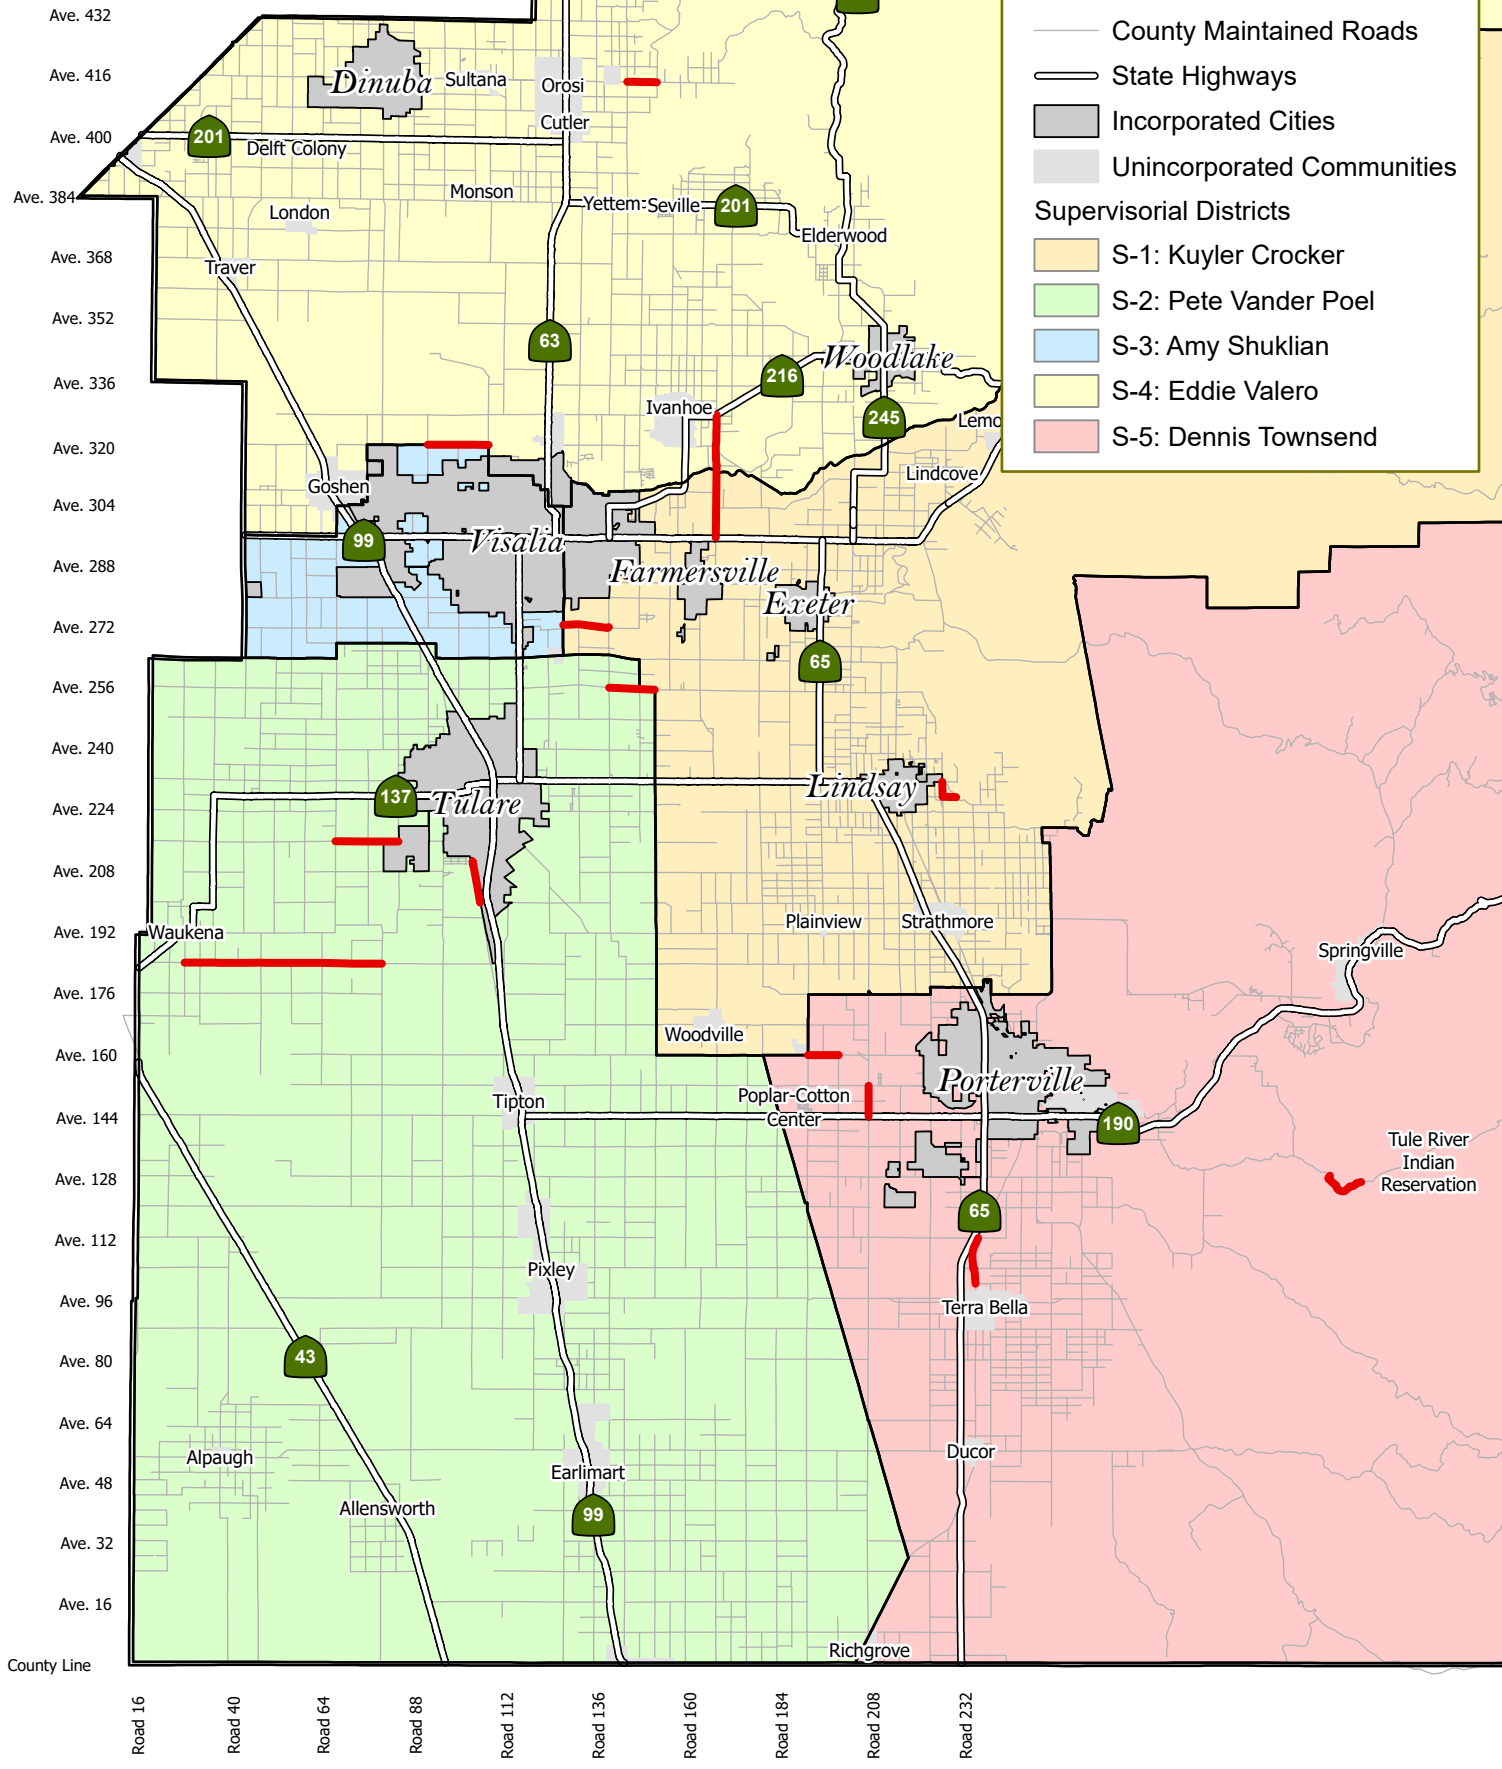 Ave. 432
Ave. 416
Ave. 400
Ave. 384
Ave. 368
Ave. 352
Ave. 336
Ave. 320
Ave. 304
Ave. 288
Ave. 272
Ave. 256
Ave. 240
Ave. 224
Ave. 208
Ave. 192
Ave. 176
Ave. 160
Ave. 144
Ave. 128
Ave. 112
Ave. 96
Ave. 80
Ave. 64
Ave. 48
Ave. 32
Ave. 16
County Line
Road 16
Road 40
Road 64
Road 88
Road 112
Road 136
Road 160
Road 184
Road 208
Road 232
County Maintained Roads
State Highways
Incorporated Cities
Unincorporated Communities
Supervisorial Districts
S-1: Kuyler Crocker
S-2: Pete Vander Poel
S-3: Amy Shuklian
S-4: Eddie Valero
S-5: Dennis Townsend
Dinuba
Sultana
Orosi
Cutler
201
Delft Colony
Monson
London
Yettem
Seville
201
Elderwood
Traver
63
216
Woodlake
Ivanhoe
245
Lemo
Lindcove
Goshen
99
Visalia
Farmersville
Exeter
65
137
Tulare
Lindsay
Waukena
Plainview
Strathmore
Springville
Woodville
Porterville
Tipton
Poplar-Cotton
Center
190
Tule River
Indian
Reservation
65
Pixley
Terra Bella
43
Alpaugh
Allensworth
Earlimart
99
Ducor
Richgrove